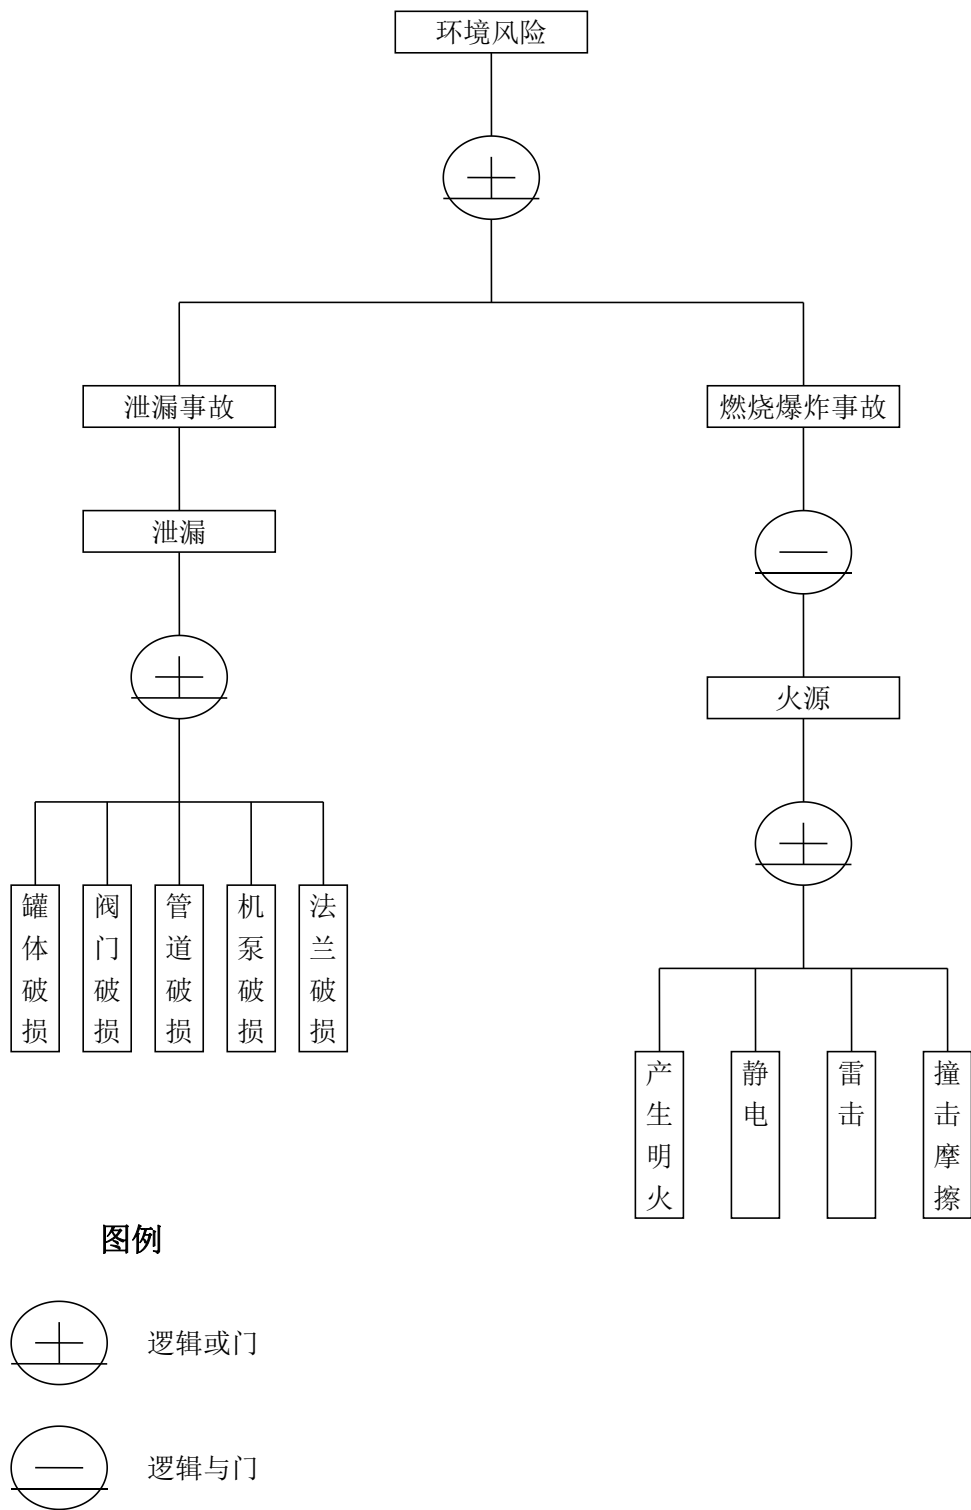 环境风险
泄漏事故
燃烧爆炸事故
泄漏
火源
罐体破损
阀门破损
管道破损
机泵破损
法兰破损
产生明火
静电
雷击
撞击摩擦
图例
逻辑或门
逻辑与门